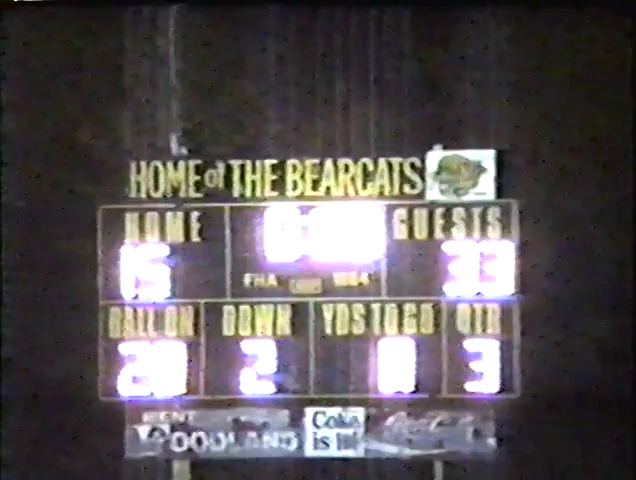 HOME of THE BEARCATS
HOME GUESTS
15 33
FHA 1984
BALL ON DOWN YDS TO GO QTR
20 2 0 3
WOODLAND
Coke is it!